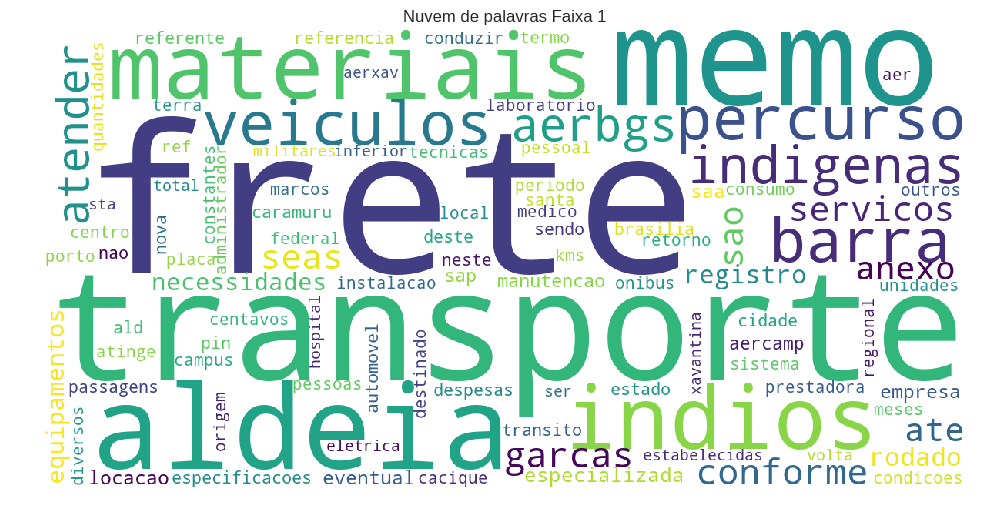 Nuvem de palavras Faixa 1
referente
referencia
conduzir
termo
materiais
memo
aerxav
aer
atender
quantidades
terra
veiculos
laboratorio
aerbgs
percurso
ref
administrador
constantes
militares
inferior
tecnicas
pessoal
indigenas
frete
total
marcos
periodo
santa
saa
consumo
outros
sta
caramuru
local
medico
sao
servicos
centro
nova
federal
deste
sendo
brasilia
barra
porto
nao
placa
seas
neste
kms
retorno
anexo
necessidades
instalacao
sap
manutencao
onibus
registro
unidades
transporte
equipamentos
ald
centavos
hospital
cidade
regional
atinge
pin
campus
automovel
destinado
xavantina
aercamp
sistema
passagens
pessoas
despesas
ser
estado
prestadora
empresa
diversos
aldeia
origem
indios
meses
transito
ate
eletrica
garcas
estabelecidas
volta
rodado
locacao
especificacoes
eventual
cacique
especializada
conforme
condicoes